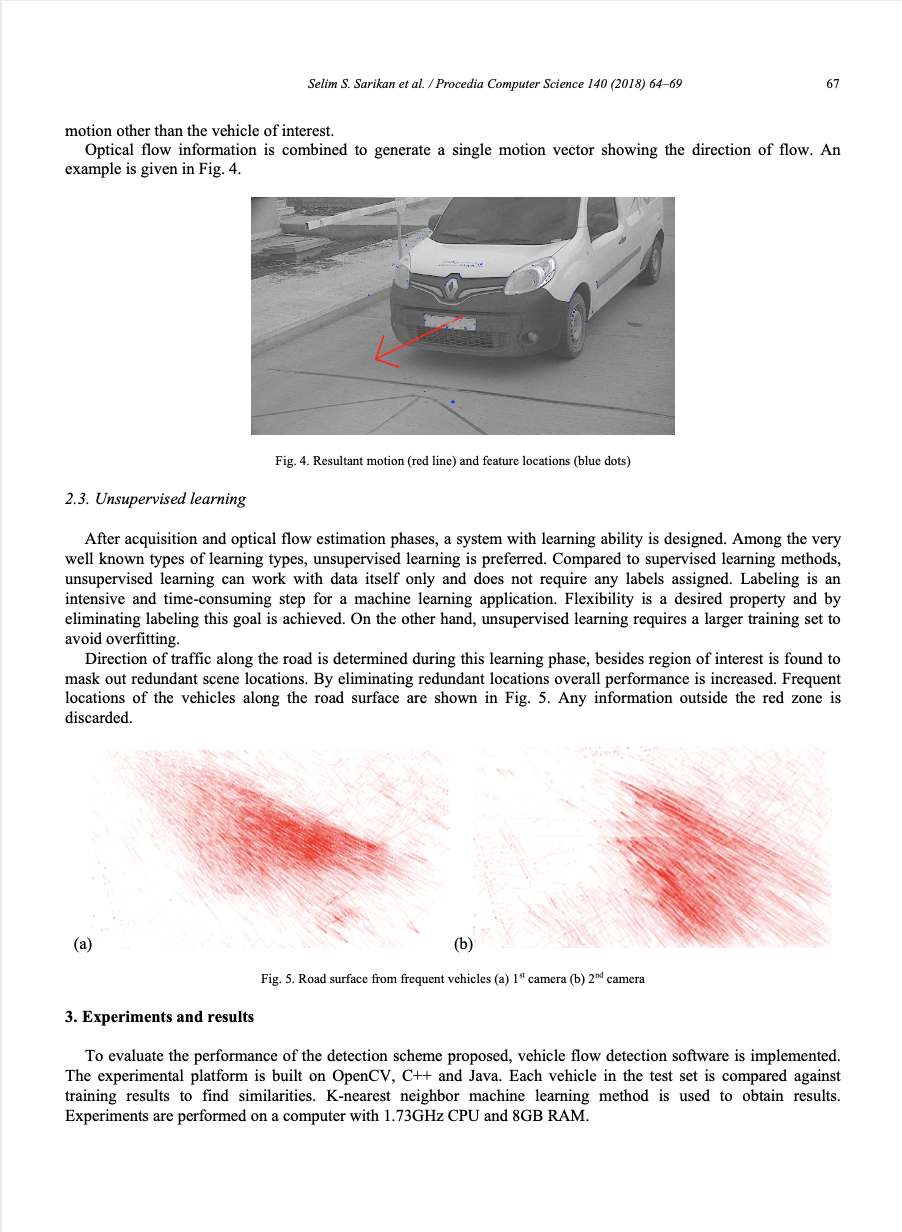 Selim S. Sarikan et al. / Procedia Computer Science 140 (2018) 64–69 67
motion other than the vehicle of interest.
Optical flow information is combined to generate a single motion vector showing the direction of flow. An
example is given in Fig. 4.
Fig. 4. Resultant motion (red line) and feature locations (blue dots)
2.3. Unsupervised learning
After acquisition and optical flow estimation phases, a system with learning ability is designed. Among the very
well known types of learning types, unsupervised learning is preferred. Compared to supervised learning methods,
unsupervised learning can work with data itself only and does not require any labels assigned. Labeling is an
intensive and time-consuming step for a machine learning application. Flexibility is a desired property and by
eliminating labeling this goal is achieved. On the other hand, unsupervised learning requires a larger training set to
avoid overfitting.
Direction of traffic along the road is determined during this learning phase, besides region of interest is found to
mask out redundant scene locations. By eliminating redundant locations overall performance is increased. Frequent
locations of the vehicles along the road surface are shown in Fig. 5. Any information outside the red zone is
discarded.
(a) (b)
Fig. 5. Road surface from frequent vehicles (a) 1st camera (b) 2nd camera
3. Experiments and results
To evaluate the performance of the detection scheme proposed, vehicle flow detection software is implemented.
The experimental platform is built on OpenCV, C++ and Java. Each vehicle in the test set is compared against
training results to find similarities. K-nearest neighbor machine learning method is used to obtain results.
Experiments are performed on a computer with 1.73GHz CPU and 8GB RAM.